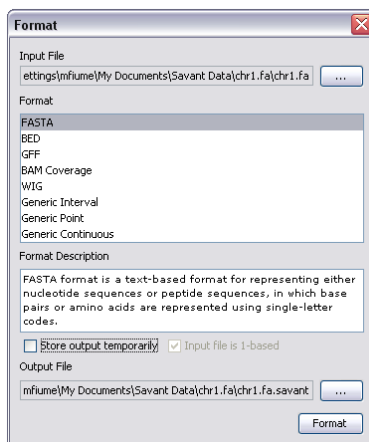 Format
Input File
ettings\mfiume\My Documents\Savant Data\chr1.fa\chr1.fa
...
Format
FASTA
BED
GFF
BAM Coverage
WIG
Generic Interval
Generic Point
Generic Continuous
Format Description
FASTA format is a text-based format for representing either
nucleotide sequences or peptide sequences, in which base
pairs or amino acids are represented using single-letter
codes.
Store output temporarily Input file is 1-based
Output File
mfiume\My Documents\Savant Data\chr1.fa\chr1.fa.savant
...
Format